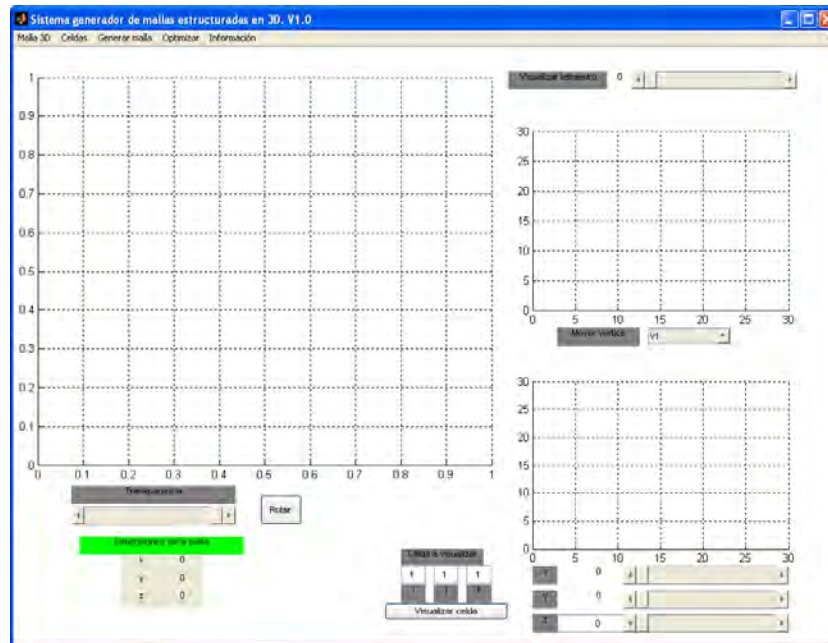 Sistema generador de mallas estructuradas en 3D. V1.0
Malla 3D Celdas Generar malla Optimizar Información
1
0.9
0.8
0.7
0.6
0.5
0.4
0.3
0.2
0.1
0
0 0.1 0.2 0.3 0.4 0.5 0.6 0.7 0.8 0.9 1
Transparencia
Rotar
x 0
y 0
z 0
Celda a visualizar
1 1 1
Visualizar celda
Visualizar 0
30
25
20
15
10
5
0
0 5 10 15 20 25 30
Mover vertice v1
30
25
20
15
10
5
0
0 5 10 15 20 25 30
0
0
Z 0